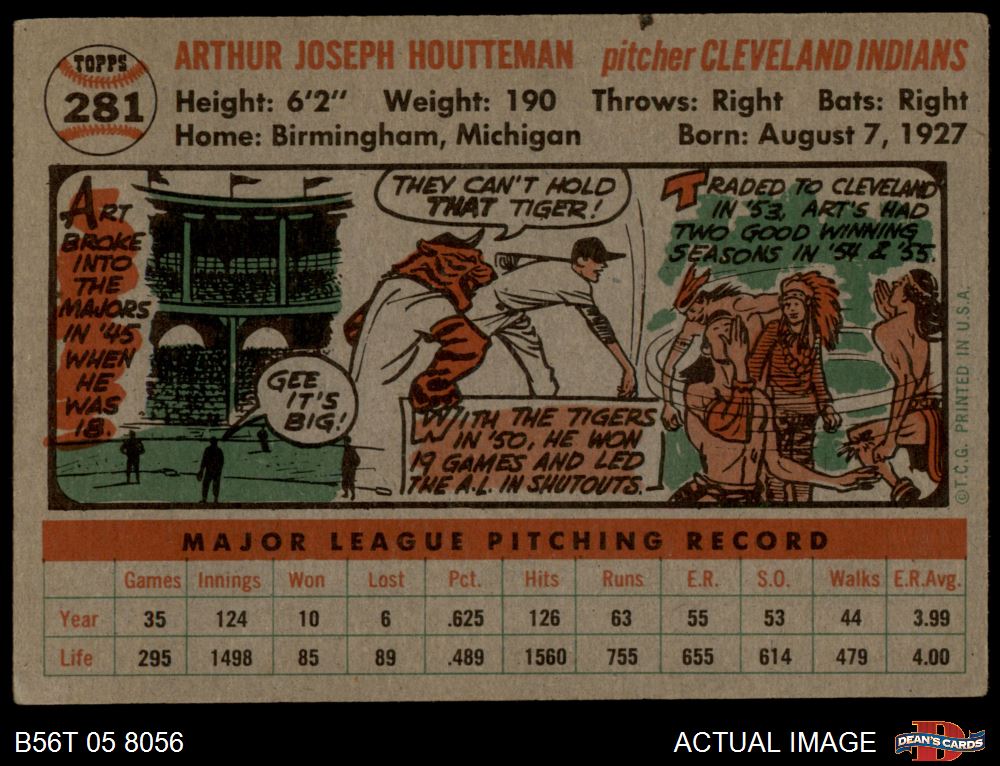 TOPPS
281
ARTHUR JOSEPH HOUTTEMAN pitcher CLEVELAND INDIANS
Height: 6'2" Weight: 190 Throws: Right Bats: Right
Home: Birmingham, Michigan Born: August 7, 1927
ART
BROKE
INTO
THE
MAJORS
IN '45
WHEN
HE
WAS
18.
GEE
IT'S
BIG!
THEY CAN'T HOLD
THAT TIGER!
WITH THE TIGERS
IN '50, HE WON
19 GAMES AND LED
THE A.L. IN SHUTOUTS.
TRADED TO CLEVELAND
IN '53, ART'S HAD
TWO GOOD WINNING
SEASONS IN '54 & '55.
©T.C.G. PRINTED IN U.S.A.
MAJOR LEAGUE PITCHING RECORD
Games Innings Won Lost Pct. Hits Runs E.R. S.O. Walks E.R.Avg.
Year 35 124 10 6 .625 126 63 55 53 44 3.99
Life 295 1498 85 89 .489 1560 755 655 614 479 4.00
B56T 05 8056
ACTUAL IMAGE
DEAN'S CARDS